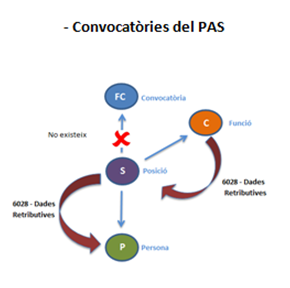 - Convocatòries del PAS
FC
Convocatòria
No existeix
C
Funció
S
Posició
6028 - Dades
Retributives
6028 - Dades
Retributives
P
Persona